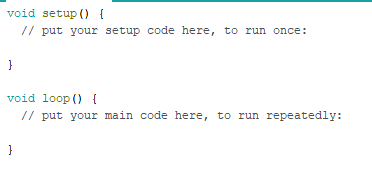 void setup() {
  // put your setup code here, to run once:
}
void loop() {
  // put your main code here, to run repeatedly:
}